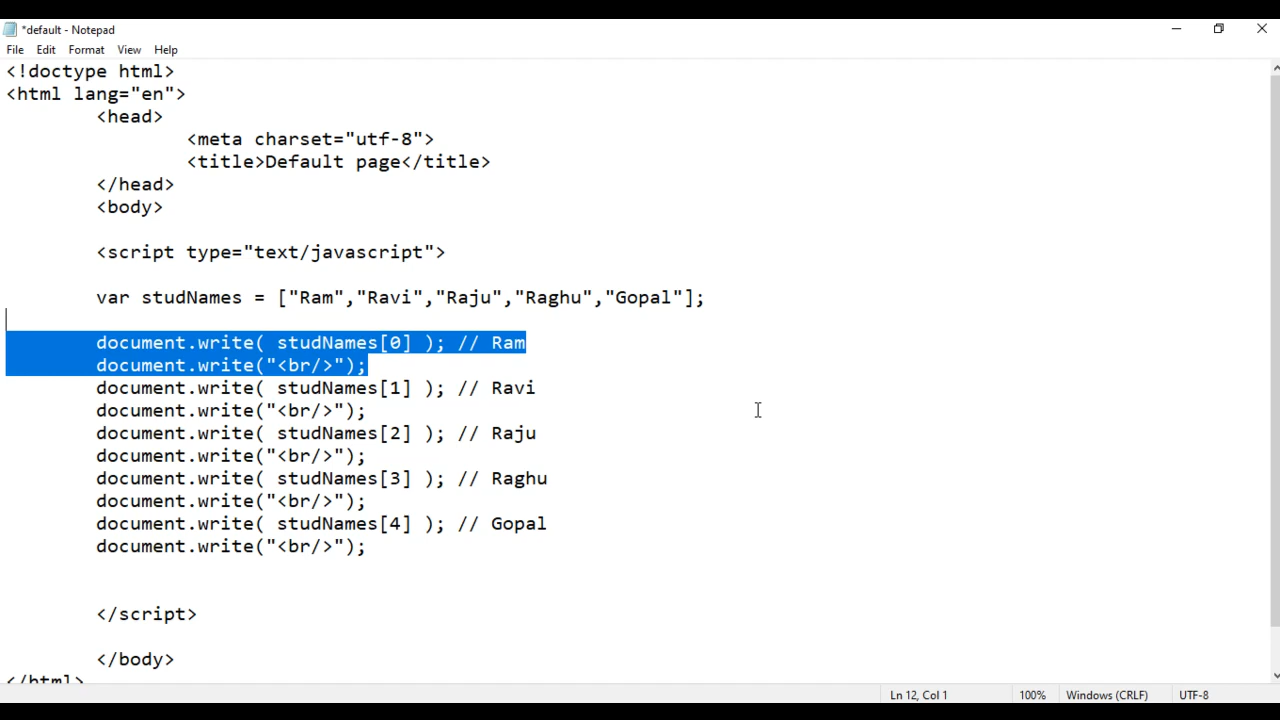 *default - Notepad
File Edit Format View Help
<!doctype html>
<html lang="en">
<head>
<meta charset="utf-8">
<title>Default page</title>
</head>
<body>
<script type="text/javascript">
var studNames = ["Ram","Ravi","Raju","Raghu","Gopal"];
document.write( studNames[0] ); // Ram
document.write("<br/>");
document.write( studNames[1] ); // Ravi
document.write("<br/>");
document.write( studNames[2] ); // Raju
document.write("<br/>");
document.write( studNames[3] ); // Raghu
document.write("<br/>");
document.write( studNames[4] ); // Gopal
document.write("<br/>");
</script>
</body>
</html>
Ln 12, Col 1 100% Windows (CRLF) UTF-8